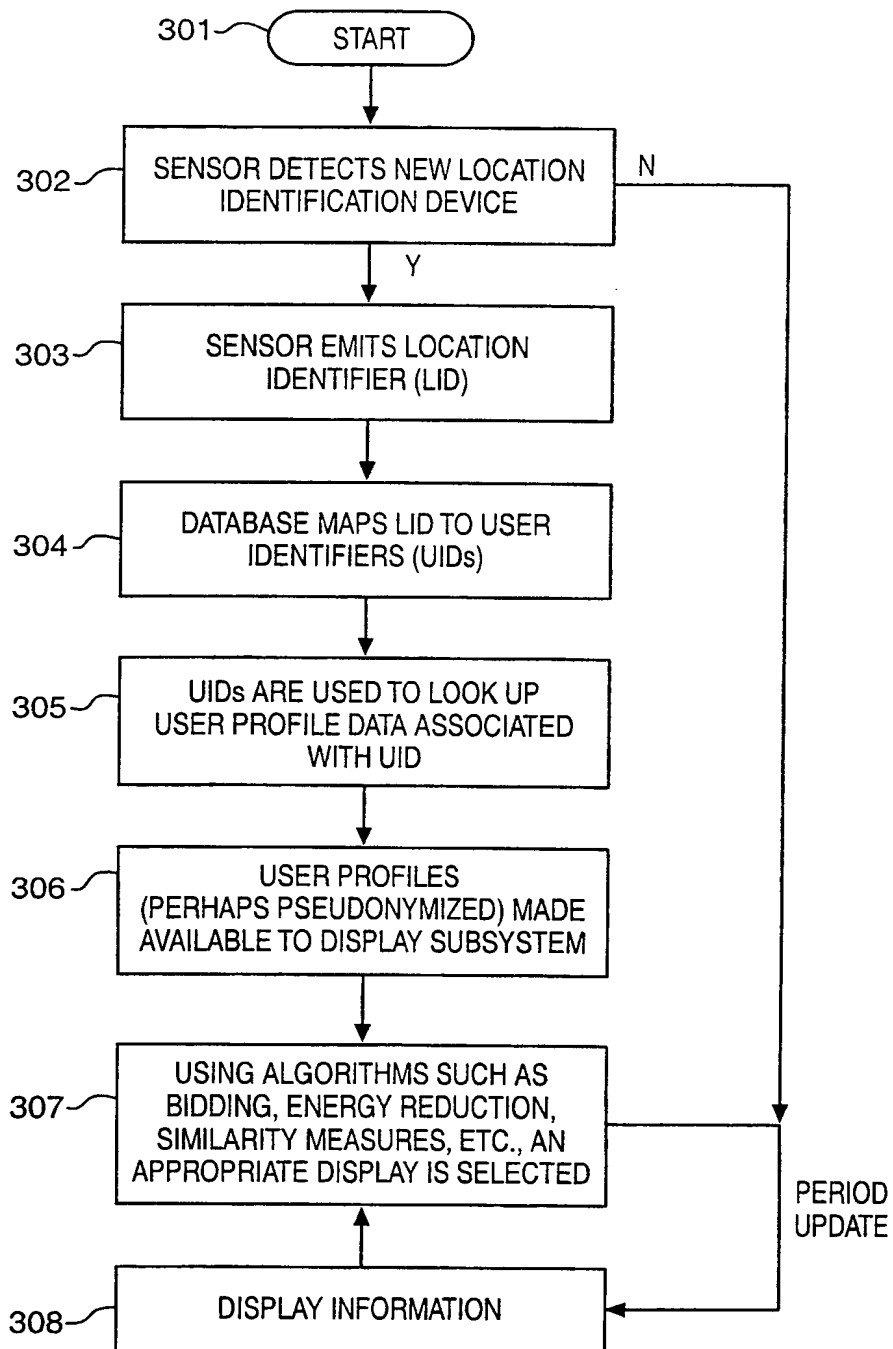 301
START
302
SENSOR DETECTS NEW LOCATION
IDENTIFICATION DEVICE
N
Y
303
SENSOR EMITS LOCATION
IDENTIFIER (LID)
304
DATABASE MAPS LID TO USER
IDENTIFIERS (UIDs)
305
UIDs ARE USED TO LOOK UP
USER PROFILE DATA ASSOCIATED
WITH UID
306
USER PROFILES
(PERHAPS PSEUDONYMIZED) MADE
AVAILABLE TO DISPLAY SUBSYSTEM
307
USING ALGORITHMS SUCH AS
BIDDING, ENERGY REDUCTION,
SIMILARITY MEASURES, ETC., AN
APPROPRIATE DISPLAY IS SELECTED
PERIOD
UPDATE
308
DISPLAY INFORMATION